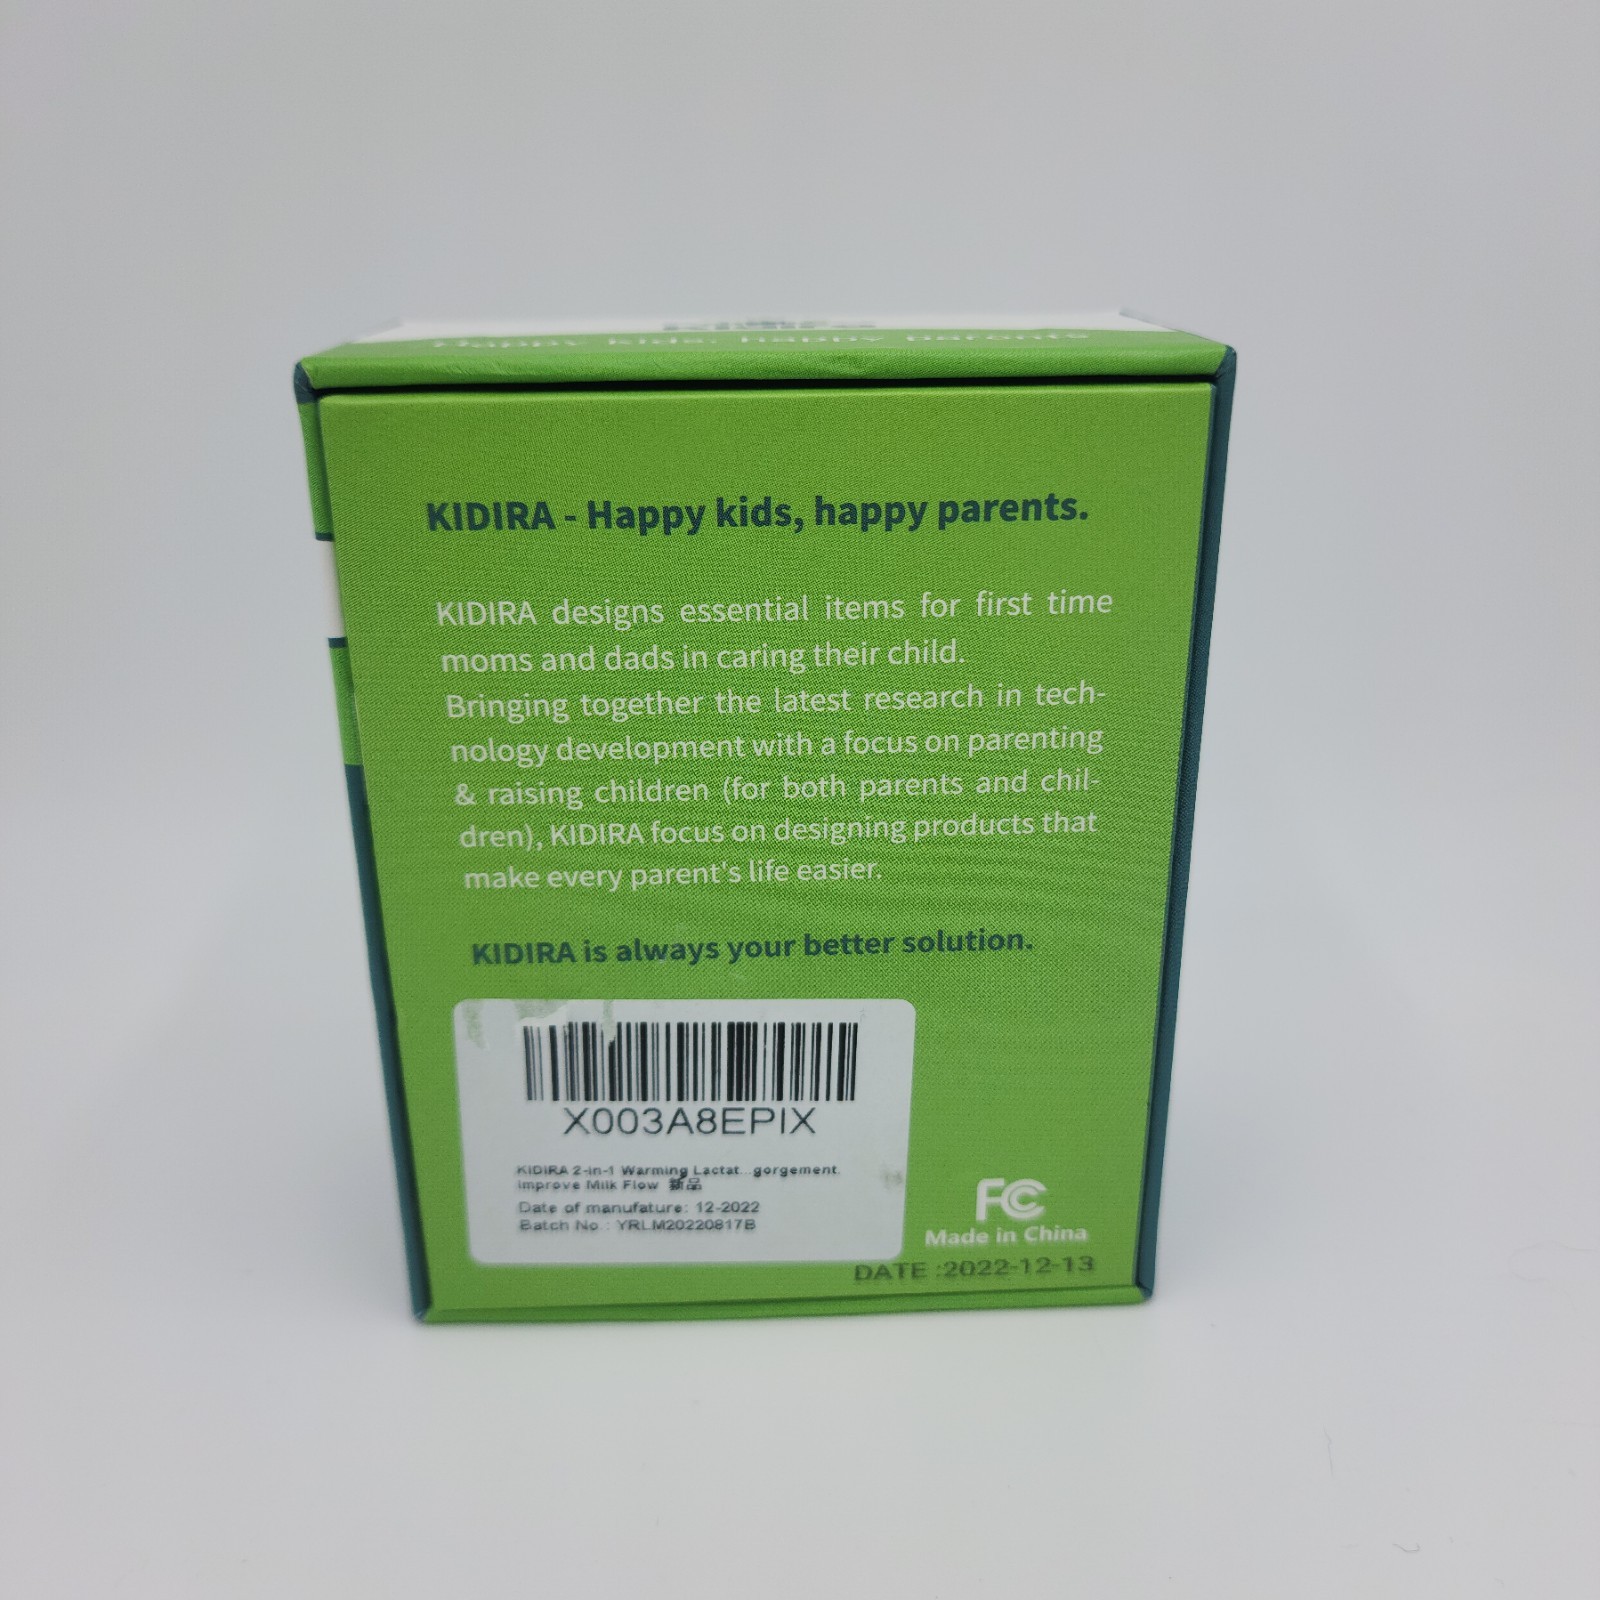 Happy kids, happy parents
KIDIRA - Happy kids, happy parents.
KIDIRA designs essential items for first time
moms and dads in caring their child.
Bringing together the latest research in tech-
nology development with a focus on parenting
& raising children (for both parents and chil-
dren), KIDIRA focus on designing products that
make every parent's life easier.
KIDIRA is always your better solution.
X003A8EPIX
KIDIRA 2-in-1 Warming Lactat...gorgement,
Improve Milk Flow 新品
Date of manufature: 12-2022
Batch No.: YRLM20220817B
FC
Made in China
DATE :2022-12-13